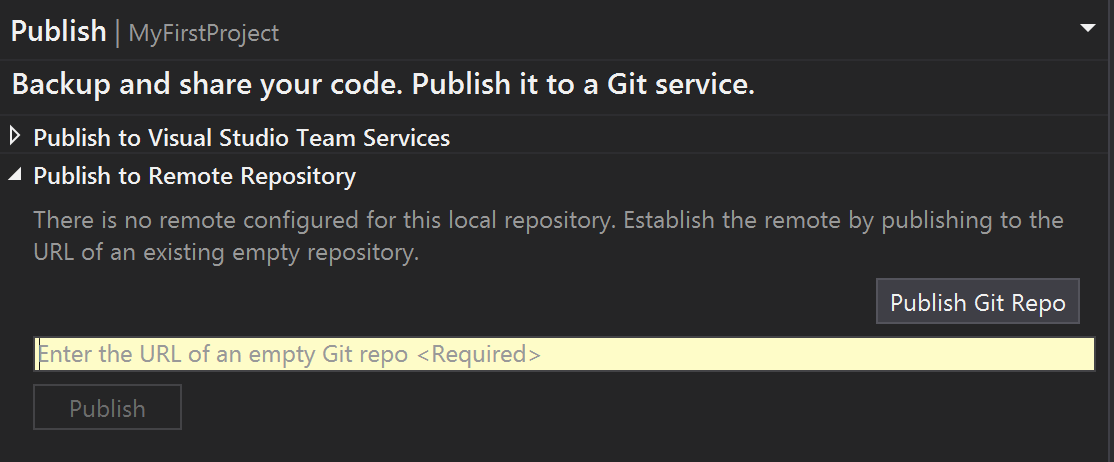 Publish | MyFirstProject
Backup and share your code. Publish it to a Git service.
Publish to Visual Studio Team Services
Publish to Remote Repository
There is no remote configured for this local repository. Establish the remote by publishing to the
URL of an existing empty repository.
Publish Git Repo
Enter the URL of an empty Git repo <Required>
Publish